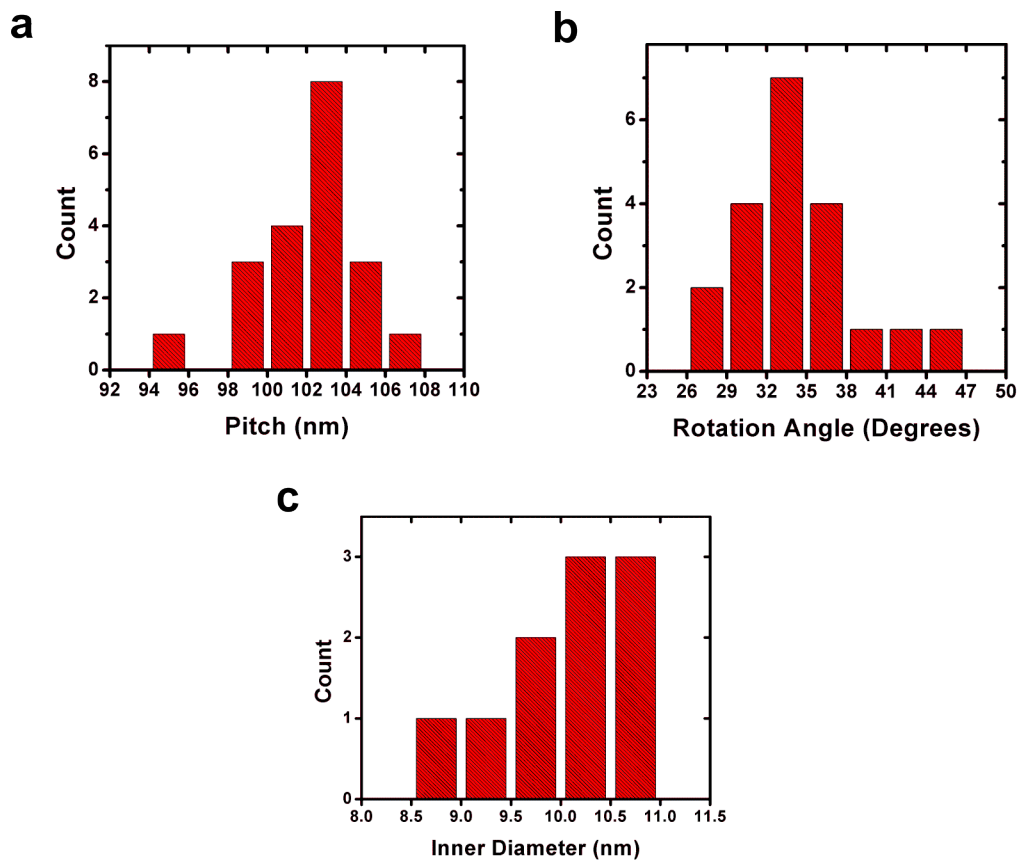 a
8
6
4
2
0
Count
92 94 96 98 100 102 104 106 108 110
Pitch (nm)
b
6
4
2
0
Count
23 26 29 32 35 38 41 44 47 50
Rotation Angle (Degrees)
c
3
2
1
0
Count
8.0 8.5 9.0 9.5 10.0 10.5 11.0 11.5
Inner Diameter (nm)